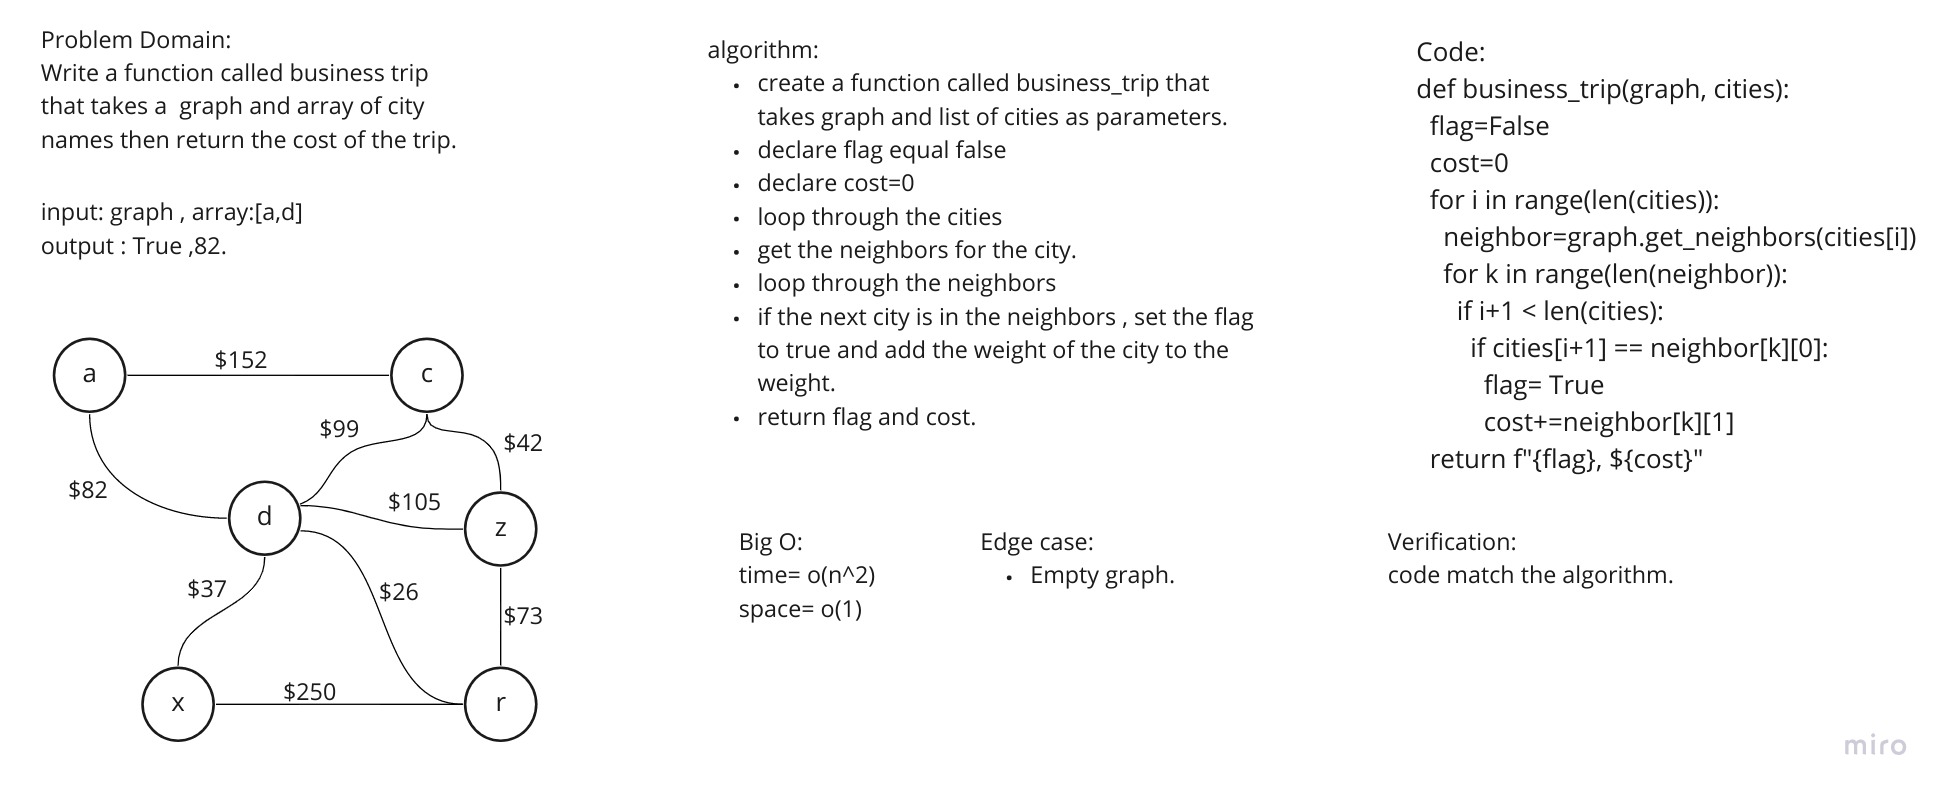 Problem Domain:
Write a function called business trip
that takes a  graph and array of city
names then return the cost of the trip.
input: graph , array:[a,d]
output : True ,82.
a
$152
c
$99
$42
$82
d
$105
z
$37
$26
$73
x
$250
r
algorithm:
• create a function called business_trip that
takes graph and list of cities as parameters.
• declare flag equal false
• declare cost=0
• loop through the cities
• get the neighbors for the city.
• loop through the neighbors
• if the next city is in the neighbors , set the flag
to true and add the weight of the city to the
weight.
• return flag and cost.
Big O:
time= o(n^2)
space= o(1)
Edge case:
• Empty graph.
Code:
def business_trip(graph, cities):
  flag=False
  cost=0
  for i in range(len(cities)):
    neighbor=graph.get_neighbors(cities[i])
    for k in range(len(neighbor)):
      if i+1 < len(cities):
        if cities[i+1] == neighbor[k][0]:
          flag= True
          cost+=neighbor[k][1]
  return f"{flag}, ${cost}"
Verification:
code match the algorithm.
miro